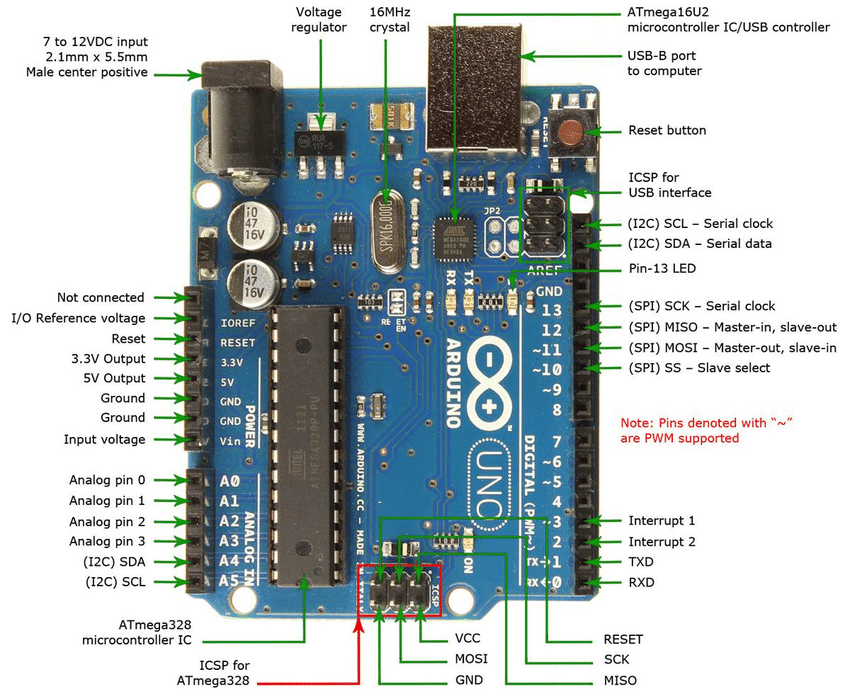 Voltage
regulator
16MHz
crystal
ATmega16U2
microcontroller IC/USB controller
7 to 12VDC input
2.1mm x 5.5mm
Male center positive
USB-B port
to computer
RESET
Reset button
ICSP for
USB interface
220
JP2
SPK16.000
47
16V
47
16V
M7
(I2C) SCL – Serial clock
(I2C) SDA – Serial data
Pin-13 LED
AREF
GND
RX
TX
Not connected
I/O Reference voltage
Reset
3.3V Output
5V Output
Ground
Ground
Input voltage
IOREF
RESET
3.3V
5V
GND
GND
Vin
POWER
EN
13
12
~11
~10
~9
8
(SPI) SCK – Serial clock
(SPI) MISO – Master-in, slave-out
(SPI) MOSI – Master-out, slave-in
(SPI) SS – Slave select
ARDUINO
UNO
ATMEL 1121
ATMEGA328P-PU
WWW.ARDUINO.CC – MADE
Note: Pins denoted with “~”
are PWM supported
7
~6
~5
4
~3
2
TX→1
RX←0
DIGITAL (PWM~)
Analog pin 0
Analog pin 1
Analog pin 2
Analog pin 3
(I2C) SDA
(I2C) SCL
A0
A1
A2
A3
A4
A5
ANALOG IN
Interrupt 1
Interrupt 2
TXD
RXD
ON
ICSP
ATmega328
microcontroller IC
ICSP for
ATmega328
VCC
MOSI
GND
RESET
SCK
MISO